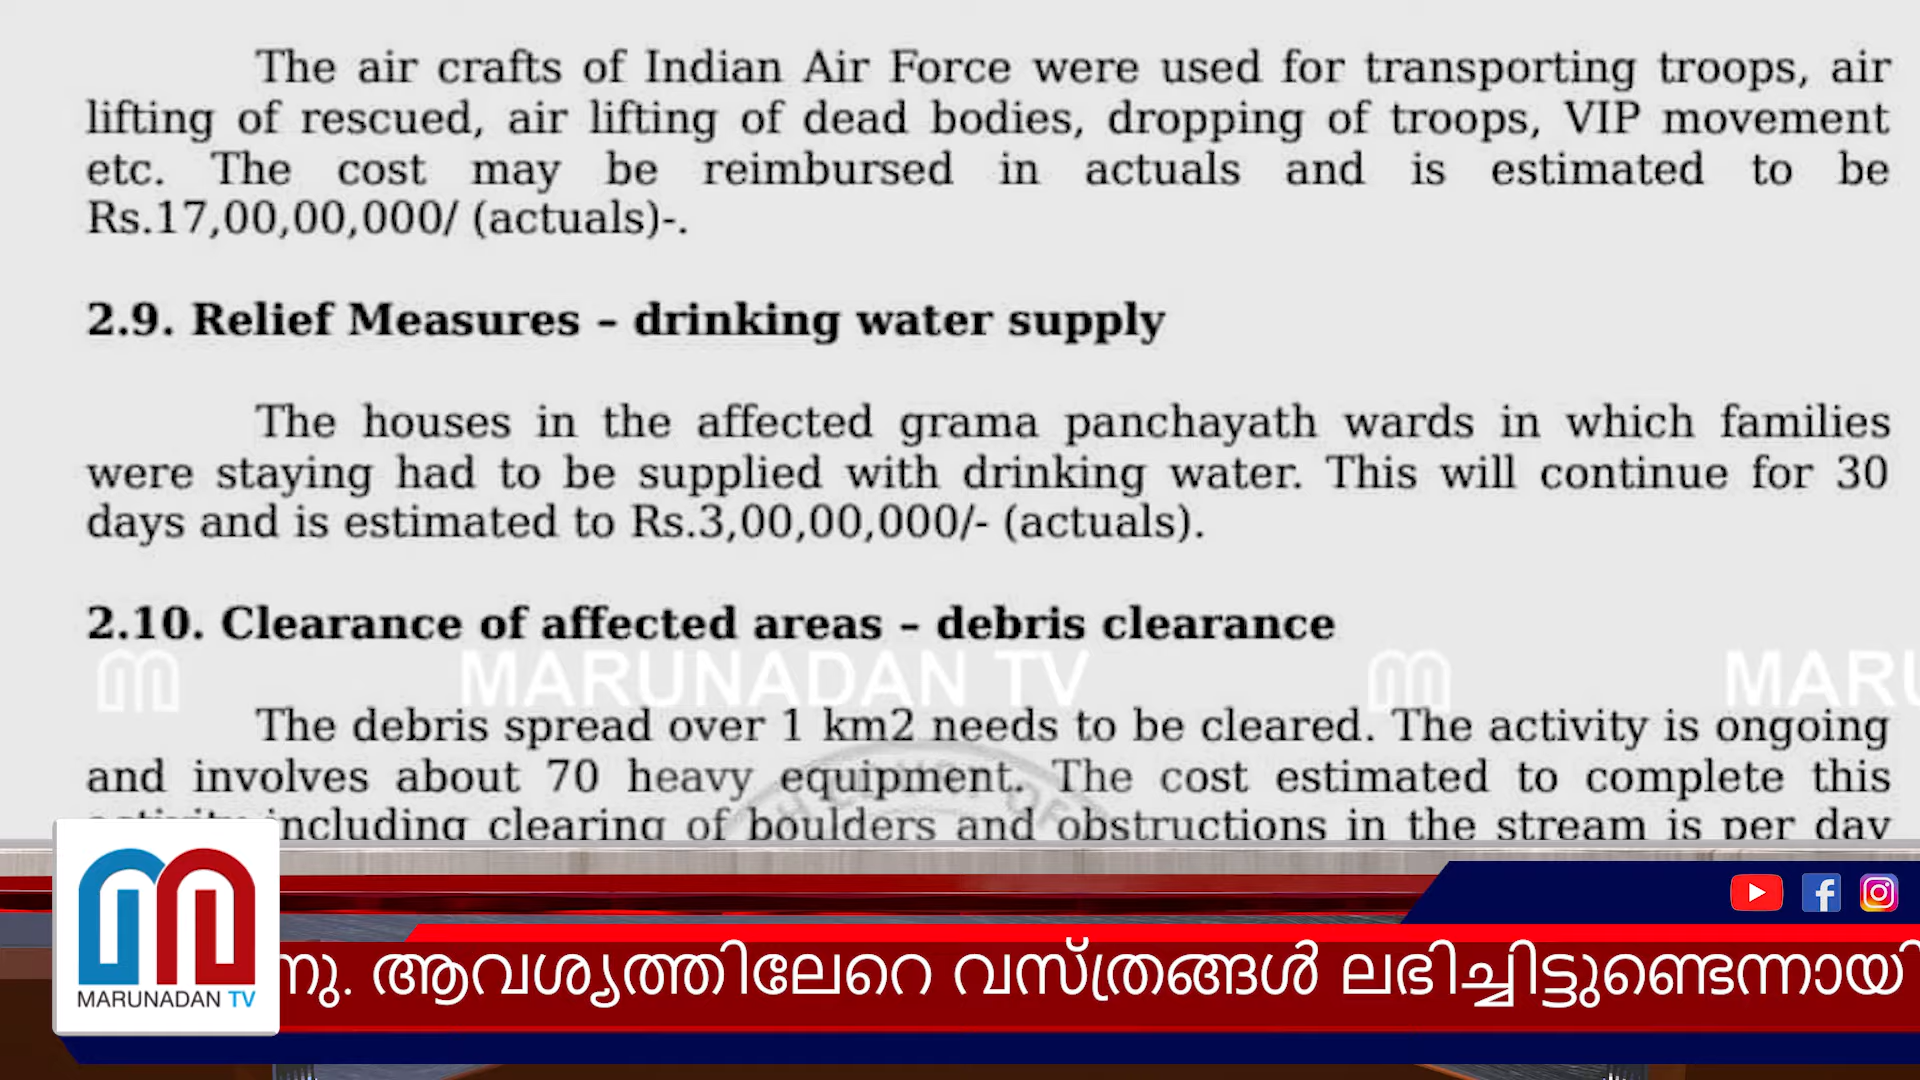 The air crafts of Indian Air Force were used for transporting troops, air
lifting of rescued, air lifting of dead bodies, dropping of troops, VIP movement
etc. The cost may be reimbursed in actuals and is estimated to be
Rs.17,00,00,000/ (actuals)-.
2.9. Relief Measures – drinking water supply
The houses in the affected grama panchayath wards in which families
were staying had to be supplied with drinking water. This will continue for 30
days and is estimated to Rs.3,00,00,000/- (actuals).
2.10. Clearance of affected areas – debris clearance
MARUNADAN TV
The debris spread over 1 km2 needs to be cleared. The activity is ongoing
and involves about 70 heavy equipment. The cost estimated to complete this
including clearing of boulders and obstructions in the stream is per day
MARUNADAN TV
ആവശ്യത്തിലേറെ വസ്ത്രങ്ങൾ ലഭിച്ചിട്ടുണ്ടെന്നായി